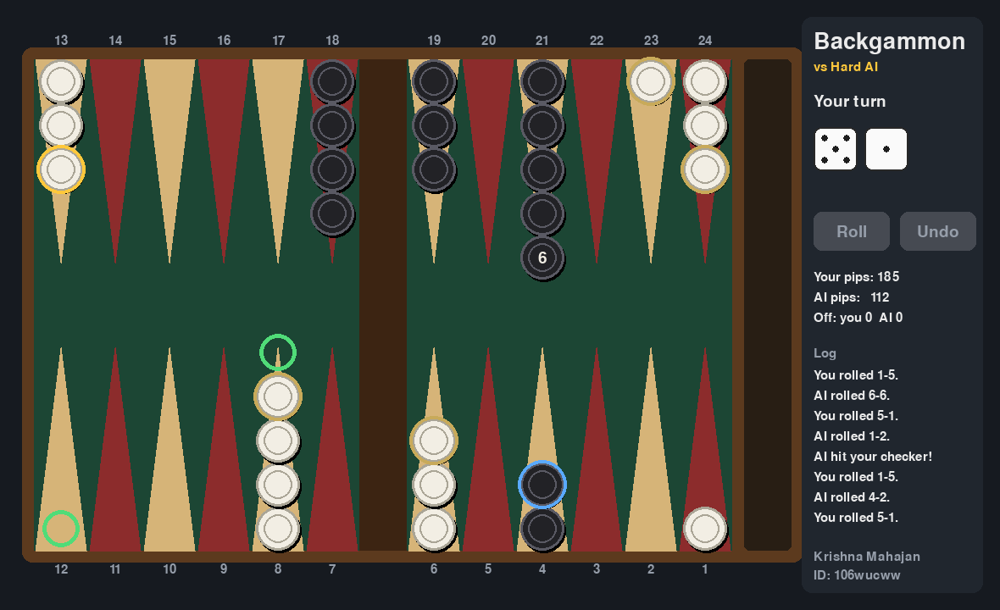 13 14 15 16 17 18 19 20 21 22 23 24
6
12 11 10 9 8 7 6 5 4 3 2 1
Backgammon
vs Hard AI
Your turn
Roll Undo
Your pips: 185
AI pips: 112
Off: you 0 AI 0
Log
You rolled 1-5.
AI rolled 6-6.
You rolled 5-1.
AI rolled 1-2.
AI hit your checker!
You rolled 1-5.
AI rolled 4-2.
You rolled 5-1.
Krishna Mahajan
ID: 106wucww